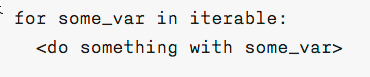 for some_var in iterable:
  <do something with some_var>